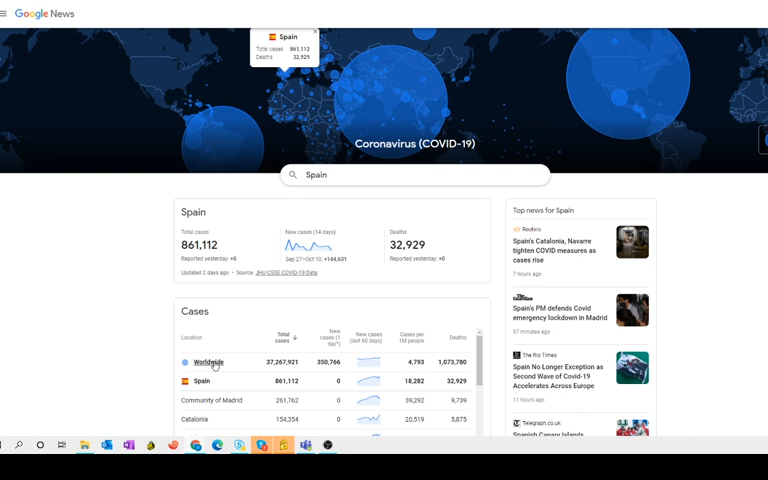 Google News
Spain
Total cases 861,112
Deaths 32,929
Coronavirus (COVID-19)
Spain
Spain
Total cases
861,112
Reported yesterday: +0
New cases (14 days)
Sep 27–Oct 10: +144,631
Deaths
32,929
Reported yesterday: +0
Updated 2 days ago • Source: JHU CSSE COVID-19 Data
Cases
Location Total cases ↓ New cases (1 day*) New cases (last 60 days) Cases per 1M people Deaths
Worldwide 37,267,921 350,766 4,793 1,073,780
Spain 861,112 0 18,282 32,929
Community of Madrid 261,762 0 39,292 9,739
Catalonia 154,354 0 20,519 5,875
Top news for Spain
Reuters
Spain's Catalonia, Navarre
tighten COVID measures as
cases rise
7 hours ago
The Guardian
Spain's PM defends Covid
emergency lockdown in Madrid
57 minutes ago
The Rio Times
Spain No Longer Exception as
Second Wave of Covid-19
Accelerates Across Europe
11 hours ago
Telegraph.co.uk
Spanish Canary Islands